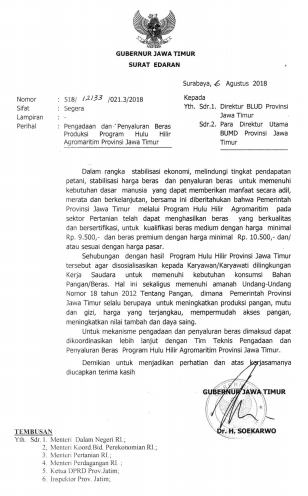 GUBERNUR JAWA TIMUR
SURAT EDARAN
Surabaya, 6 Agustus 2018
Nomor : 518/ 12133 /021.3/2018
Sifat : Segera
Lampiran : -
Perihal : Pengadaan dan Penyaluran Beras
Produksi Program Hulu Hilir
Agromaritim Provinsi Jawa Timur
Kepada
Yth. Sdr.1. Direktur BLUD Provinsi
Jawa Timur
Sdr.2. Para Direktur Utama
BUMD Provinsi Jawa
Timur
Dalam rangka stabilisasi ekonomi, melindungi tingkat pendapatan
petani, stabilisasi harga beras dan penyaluran beras untuk memenuhi
kebutuhan dasar manusia yang dapat memberikan manfaat secara adil,
merata dan berkelanjutan, bersama ini diberitahukan bahwa Pemerintah
Provinsi Jawa Timur melalui Program Hulu Hilir Agromaritim pada
sektor Pertanian telah dapat menghasilkan beras yang berkualitas
dan bersertifikasi, untuk kualifikasi beras medium dengan harga minimal
Rp. 9.500,- dan beras premium dengan harga minimal Rp. 10.500,- dan/
atau sesuai dengan harga pasar.
Sehubungan dengan hasil Program Hulu Hilir Provinsi Jawa Timur
tersebut agar disosialisasikan kepada Karyawan/Karyawati dilingkungan
Kerja Saudara untuk memenuhi kebutuhan konsumsi Bahan
Pangan/Beras. Hal ini sekaligus memenuhi amanah Undang-Undang
Nomor 18 tahun 2012 Tentang Pangan, dimana Pemerintah Provinsi
Jawa Timur selalu berupaya untuk meningkatkan produksi pangan, mutu
dan gizi, harga yang terjangkau, mempermudah akses pangan,
meningkatkan nilai tambah dan daya saing.
Untuk mekanisme pengadaan dan penyaluran beras dimaksud dapat
dikoordinasikan lebih lanjut dengan Tim Teknis Pengadaan dan
Penyaluran Beras Program Hulu Hilir Agromaritim Provinsi Jawa Timur.
Demikian untuk menjadikan perhatian dan atas kerjasamanya
diucapkan terima kasih
GUBERNUR JAWA TIMUR
Dr. H. SOEKARWO
TEMBUSAN
Yth. Sdr. 1. Menteri Dalam Negeri RI.;
2. Menteri Koord.Bid. Perekonomian RI.;
3. Menteri Pertanian RI.;
4. Menteri Perdagangan RI. ;
5. Ketua DPRD Prov.Jatim;
6. Inspektur Prov. Jatim;